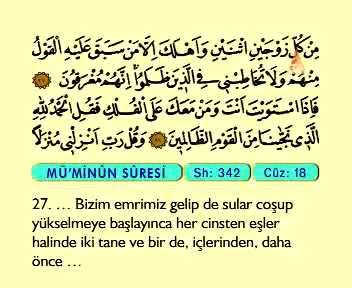 مِنْ كُلٍّ زَوْجَيْنِ اثْنَيْنِ وَاَهْلَكَ اِلَّا مَنْ سَبَقَ عَلَيْهِ الْقَوْلُ
مِنْهُمْ وَلَا تُخَاطِبْنِى فِى الَّذٖينَ ظَلَمُوا اِنَّهُمْ مُغْرَقُونَ
فَاِذَا اسْتَوَيْتَ اَنْتَ وَمَنْ مَعَكَ عَلَى الْفُلْكِ فَقُلِ الْحَمْدُ لِلّٰهِ
الَّذٖى نَجّٰينَا مِنَ الْقَوْمِ الظَّالِمٖينَ وَقُلْ رَبِّ اَنْزِلْنٖى مُنْزَلًا
MÜ'MİNÛN SÛRESİ Sh: 342 Cüz: 18
27. … Bizim emrimiz gelip de sular coşup
yükselmeye başlayınca her cinsten eşler
halinde iki tane ve bir de, içlerinden, daha
önce …